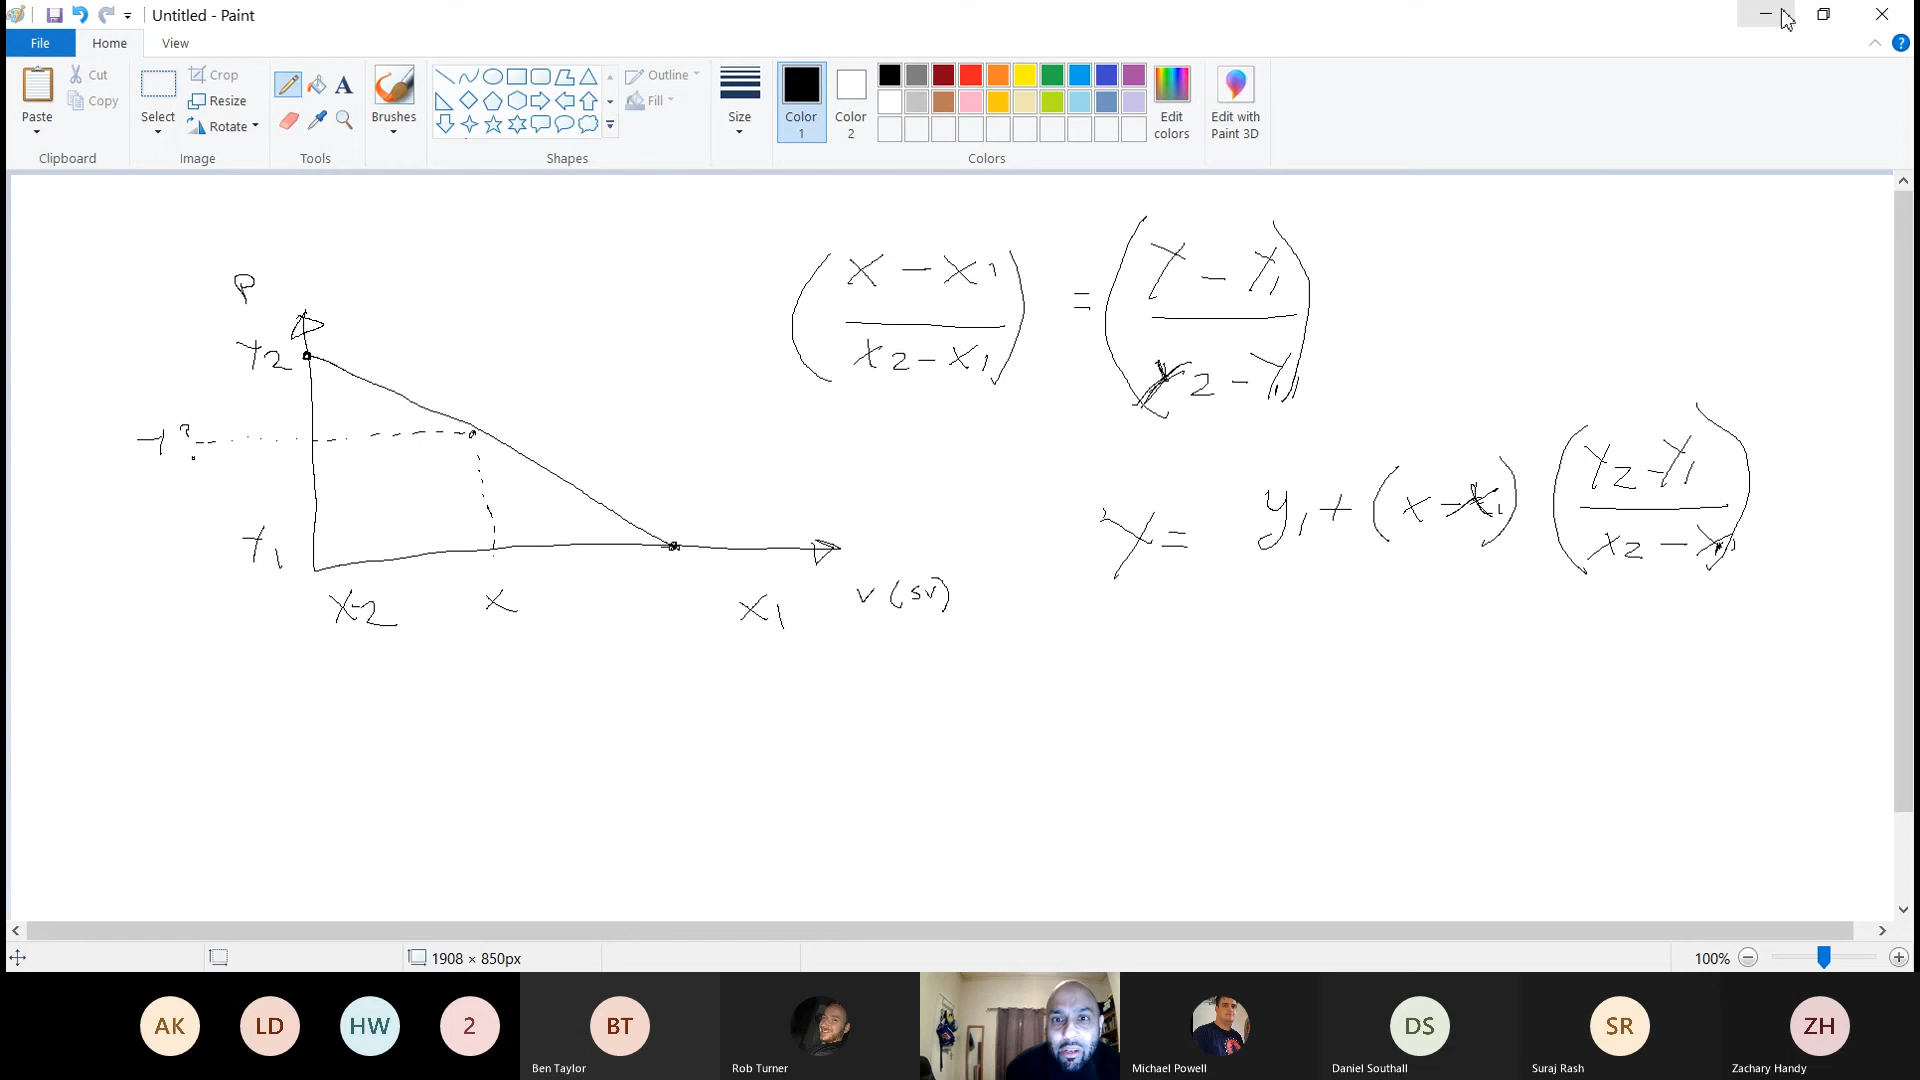 Untitled - Paint
File Home View
Cut
Copy
Paste
Clipboard
Select
Crop
Resize
Rotate
Image
Tools
Brushes
Shapes
Outline
Fill
Size
Color 1
Color 2
Edit colors
Edit with Paint 3D
Colors
P
Y2
Y?
Y1
X2 X X1 V (SV)
(X - X1 / X2 - X1) = (Y - Y1 / Y2 - Y1)
Y = y1 + (X - X1) (Y2 - Y1 / X2 - X1)
1908 × 850px
100%
AK LD HW 2 BT DS SR ZH
Ben Taylor Rob Turner Michael Powell Daniel Southall Suraj Rash Zachary Handy